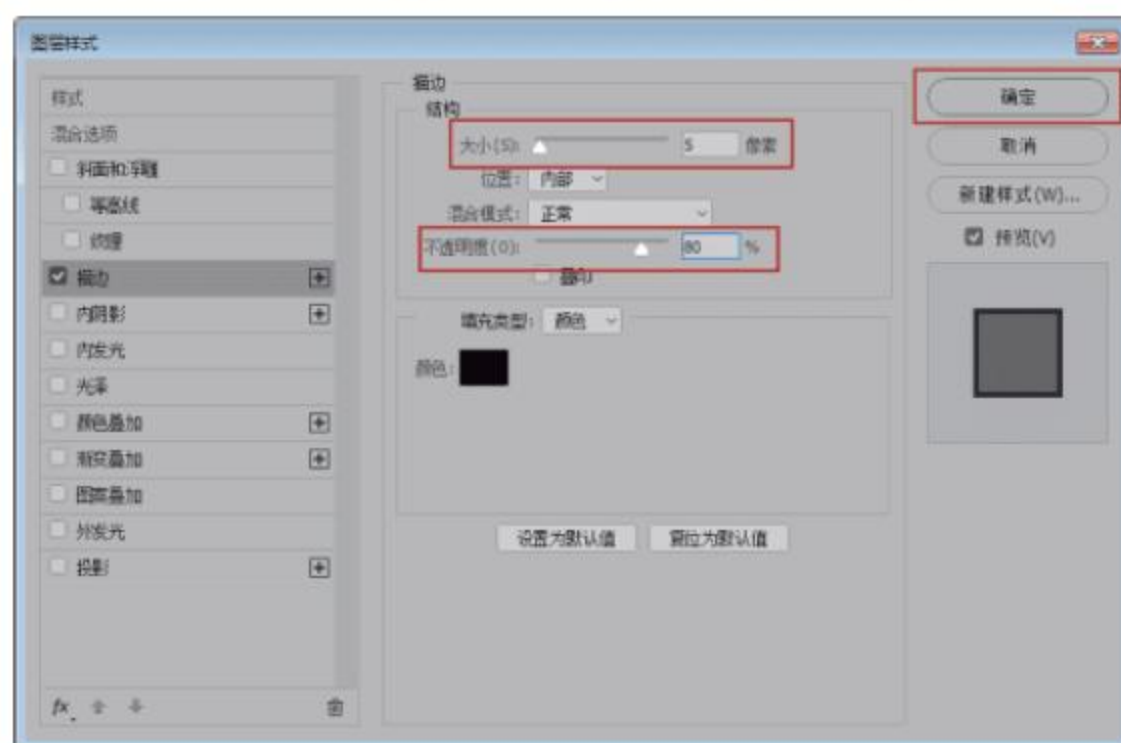 图层样式
样式
混合选项
斜面和浮雕
等高线
纹理
描边
内阴影
内发光
光泽
颜色叠加
渐变叠加
图案叠加
外发光
投影
fx
描边
结构
大小(S): 5 像素
位置: 内部
混合模式: 正常
不透明度(O): 80 %
叠印
填充类型: 颜色
颜色:
设置为默认值 复位为默认值
确定
取消
新建样式(W)...
预览(V)